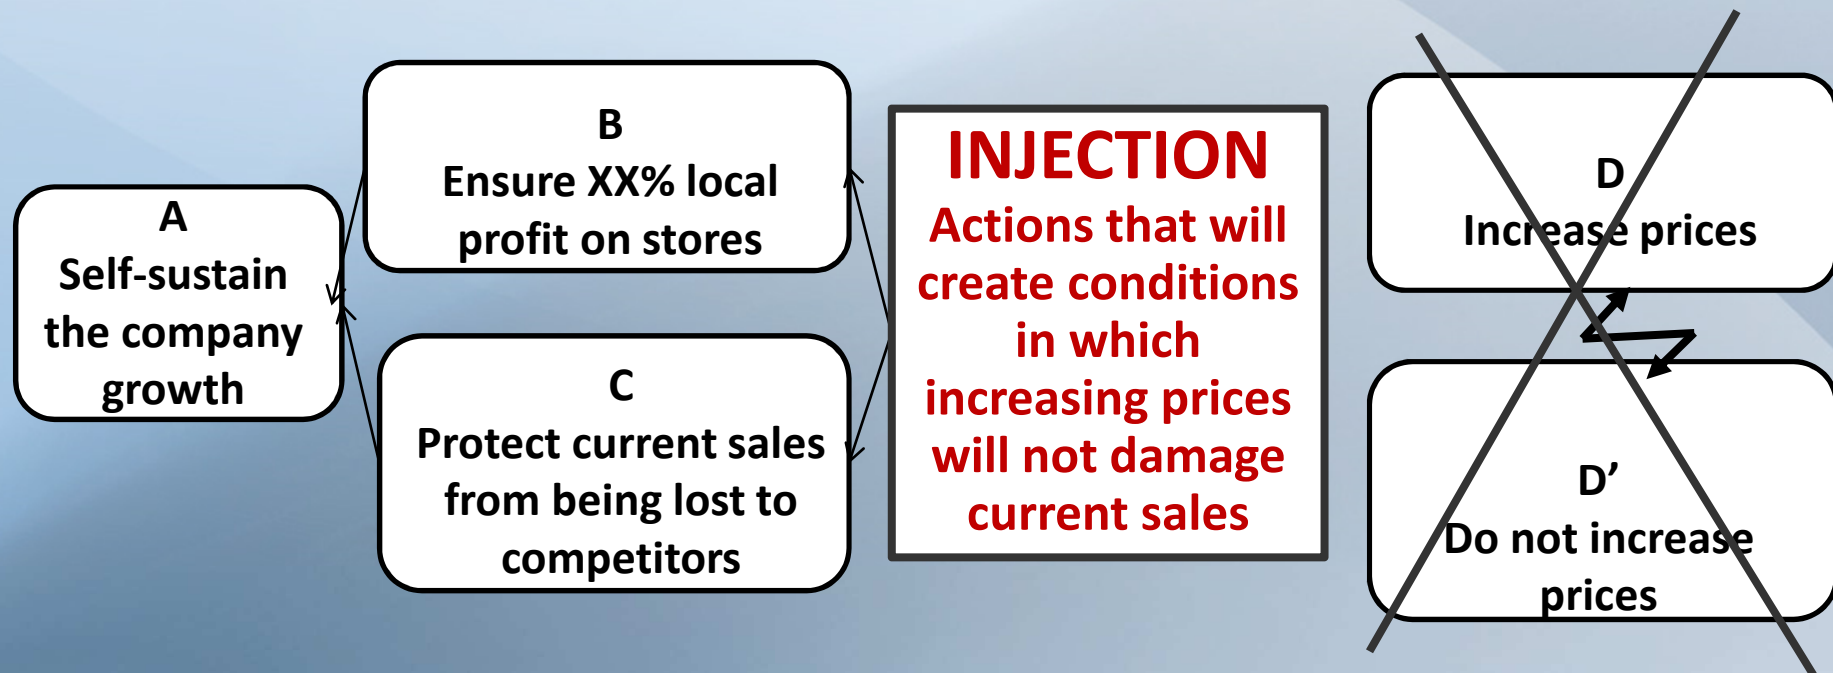 A
Self-sustain
the company
growth
B
Ensure XX% local
profit on stores
C
Protect current sales
from being lost to
competitors
INJECTION
Actions that will
create conditions
in which
increasing prices
will not damage
current sales
D
Increase prices
D’
Do not increase
prices